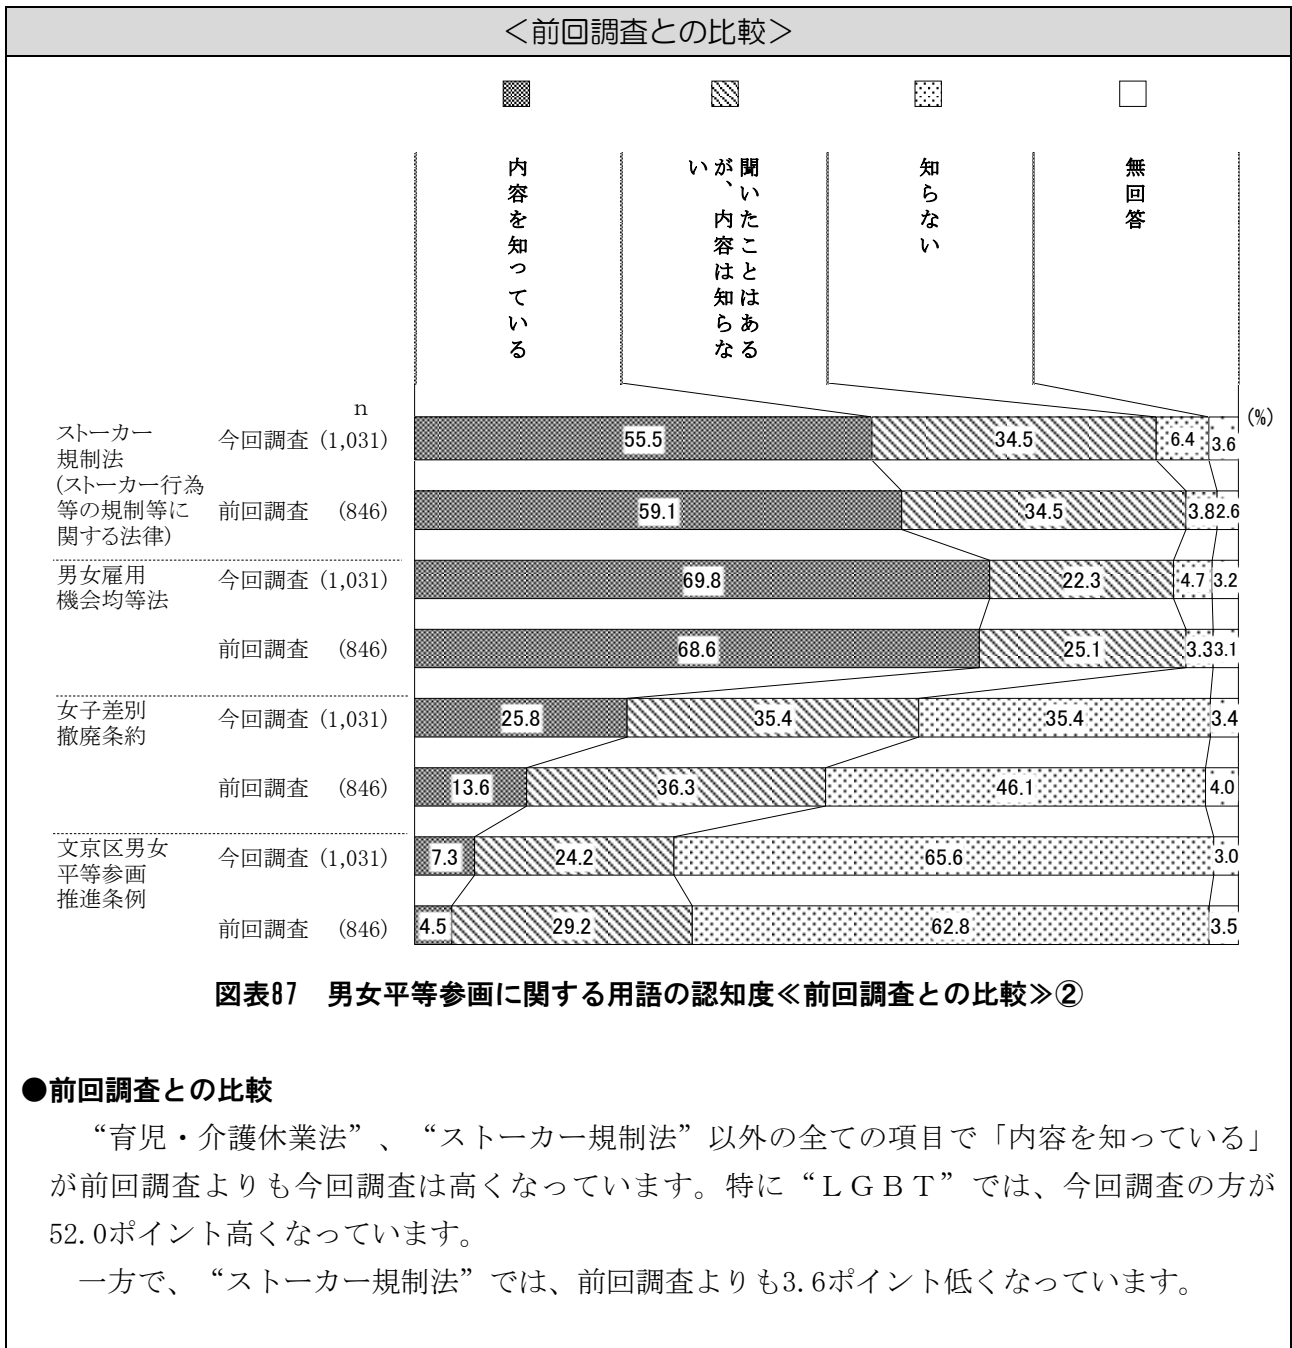 ＜前回調査との比較＞
内容を知っている
聞いたことはある
が、内容は知らな
い
知らない
無回答
n
(%)
ストーカー
規制法
(ストーカー行為
等の規制等に
関する法律)
今回調査 (1,031) 55.5 34.5 6.4 3.6
前回調査 (846) 59.1 34.5 3.8 2.6
男女雇用
機会均等法
今回調査 (1,031) 69.8 22.3 4.7 3.2
前回調査 (846) 68.6 25.1 3.3 3.1
女子差別
撤廃条約
今回調査 (1,031) 25.8 35.4 35.4 3.4
前回調査 (846) 13.6 36.3 46.1 4.0
文京区男女
平等参画
推進条例
今回調査 (1,031) 7.3 24.2 65.6 3.0
前回調査 (846) 4.5 29.2 62.8 3.5
図表87　男女平等参画に関する用語の認知度≪前回調査との比較≫②
●前回調査との比較
“育児・介護休業法”、“ストーカー規制法”以外の全ての項目で「内容を知っている」
が前回調査よりも今回調査は高くなっています。特に“ＬＧＢＴ”では、今回調査の方が
52.0ポイント高くなっています。
一方で、“ストーカー規制法”では、前回調査よりも3.6ポイント低くなっています。